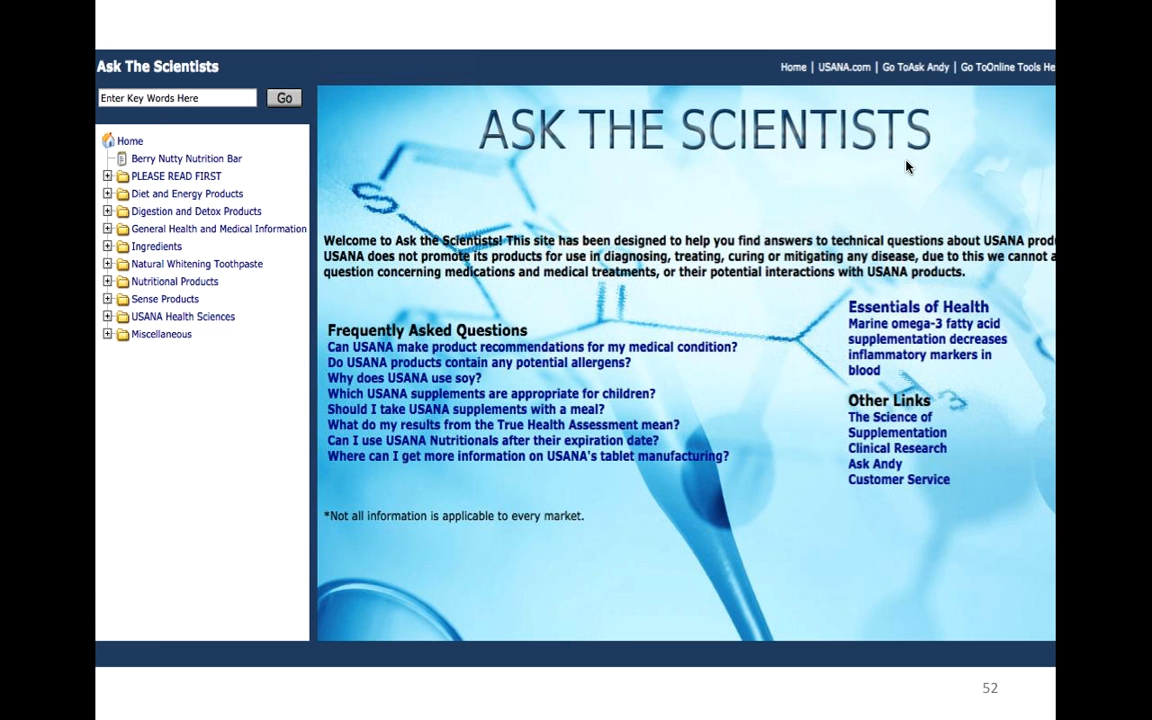 Ask The Scientists
Home | USANA.com | Go ToAsk Andy | Go ToOnline Tools He
Enter Key Words Here
Go
Home
Berry Nutty Nutrition Bar
PLEASE READ FIRST
Diet and Energy Products
Digestion and Detox Products
General Health and Medical Information
Ingredients
Natural Whitening Toothpaste
Nutritional Products
Sense Products
USANA Health Sciences
Miscellaneous
ASK THE SCIENTISTS
Welcome to Ask the Scientists! This site has been designed to help you find answers to technical questions about USANA prod
USANA does not promote its products for use in diagnosing, treating, curing or mitigating any disease, due to this we cannot a
question concerning medications and medical treatments, or their potential interactions with USANA products.
Frequently Asked Questions
Can USANA make product recommendations for my medical condition?
Do USANA products contain any potential allergens?
Why does USANA use soy?
Which USANA supplements are appropriate for children?
Should I take USANA supplements with a meal?
What do my results from the True Health Assessment mean?
Can I use USANA Nutritionals after their expiration date?
Where can I get more information on USANA's tablet manufacturing?
*Not all information is applicable to every market.
Essentials of Health
Marine omega-3 fatty acid
supplementation decreases
inflammatory markers in
blood
Other Links
The Science of
Supplementation
Clinical Research
Ask Andy
Customer Service
52